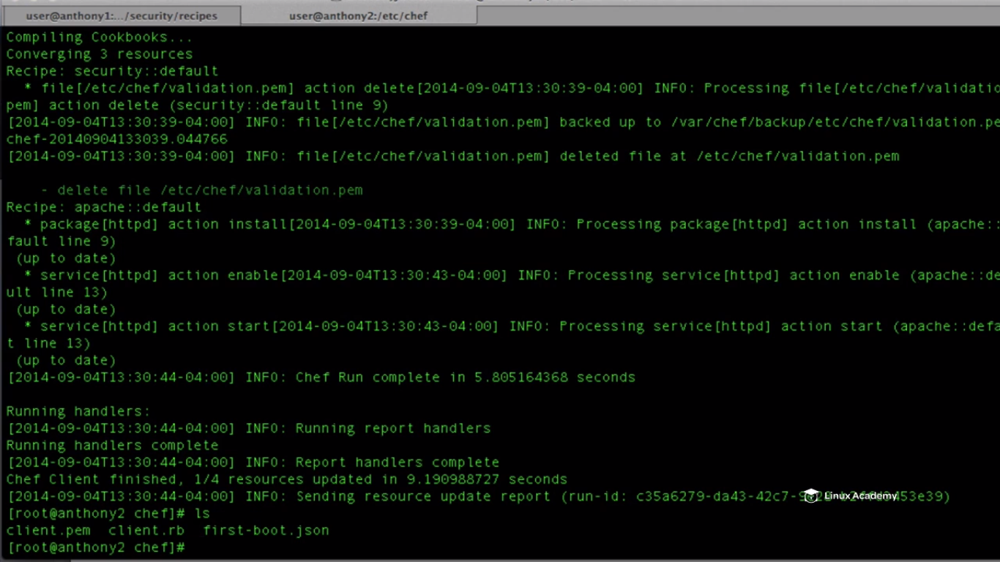 user@anthony1:.../security/recipes
user@anthony2:/etc/chef
Compiling Cookbooks...
Converging 3 resources
Recipe: security::default
* file[/etc/chef/validation.pem] action delete[2014-09-04T13:30:39-04:00] INFO: Processing file[/etc/chef/validatio
pem] action delete (security::default line 9)
[2014-09-04T13:30:39-04:00] INFO: file[/etc/chef/validation.pem] backed up to /var/chef/backup/etc/chef/validation.pe
chef-20140904133039.044766
[2014-09-04T13:30:39-04:00] INFO: file[/etc/chef/validation.pem] deleted file at /etc/chef/validation.pem
- delete file /etc/chef/validation.pem
Recipe: apache::default
* package[httpd] action install[2014-09-04T13:30:39-04:00] INFO: Processing package[httpd] action install (apache::
fault line 9)
(up to date)
* service[httpd] action enable[2014-09-04T13:30:43-04:00] INFO: Processing service[httpd] action enable (apache::de
ult line 13)
(up to date)
* service[httpd] action start[2014-09-04T13:30:43-04:00] INFO: Processing service[httpd] action start (apache::defa
t line 13)
(up to date)
[2014-09-04T13:30:44-04:00] INFO: Chef Run complete in 5.805164368 seconds
Running handlers:
[2014-09-04T13:30:44-04:00] INFO: Running report handlers
Running handlers complete
[2014-09-04T13:30:44-04:00] INFO: Report handlers complete
Chef Client finished, 1/4 resources updated in 9.190988727 seconds
[2014-09-04T13:30:44-04:00] INFO: Sending resource update report (run-id:
Linux Academy
[root@anthony2 chef]# ls
client.pem client.rb first-boot.json
[root@anthony2 chef]#